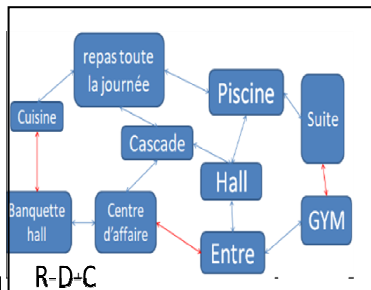 repas toute
la journée
Piscine
Suite
Cuisine
Cascade
Hall
Banquette
hall
Centre
d'affaire
GYM
Entre
R-D-C